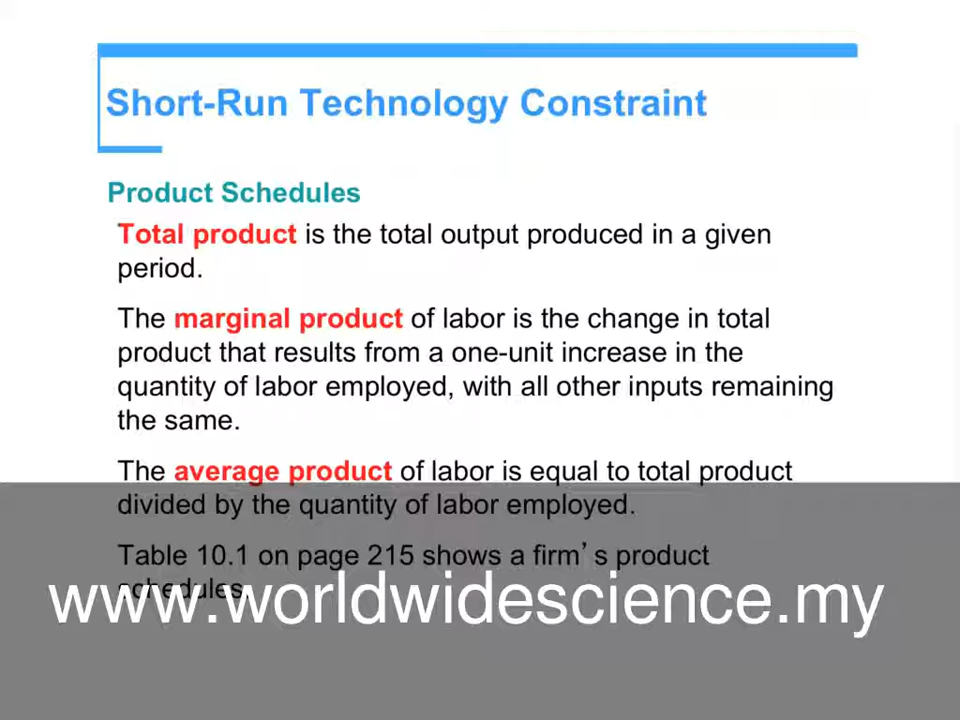 Short-Run Technology Constraint
Product Schedules
Total product is the total output produced in a given
period.
The marginal product of labor is the change in total
product that results from a one-unit increase in the
quantity of labor employed, with all other inputs remaining
the same.
The average product of labor is equal to total product
divided by the quantity of labor employed.
Table 10.1 on page 215 shows a firm’s product
schedules.
www.worldwidescience.my